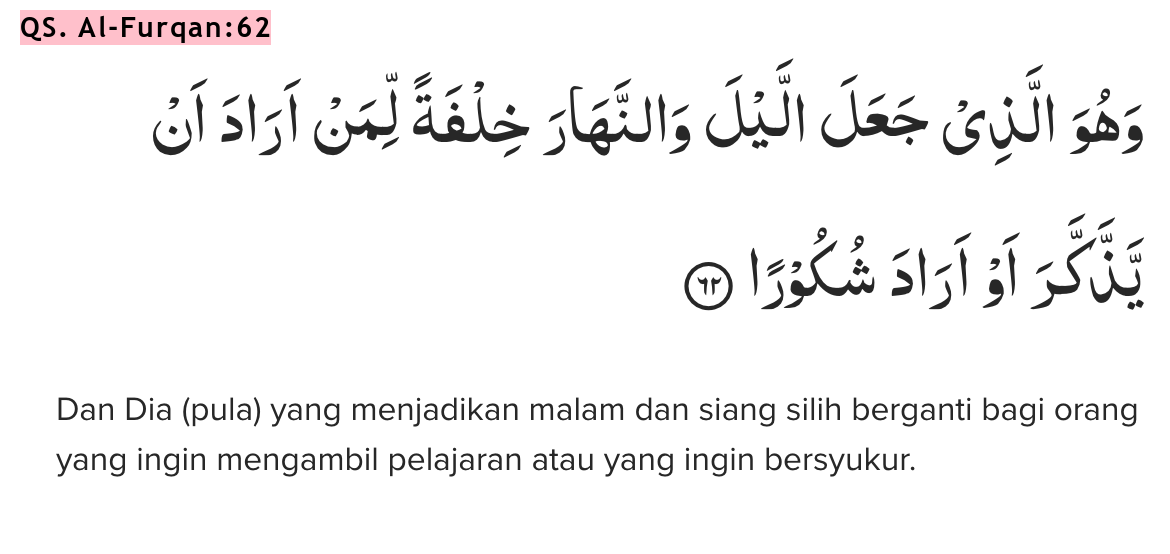 QS. Al-Furqan:62
وَهُوَ الَّذِيْ جَعَلَ الَّيْلَ وَالنَّهَارَ خِلْفَةً لِّمَنْ اَرَادَ اَنْ
يَّذَّكَّرَ اَوْ اَرَادَ شُكُوْرًا ٦٢
Dan Dia (pula) yang menjadikan malam dan siang silih berganti bagi orang
yang ingin mengambil pelajaran atau yang ingin bersyukur.